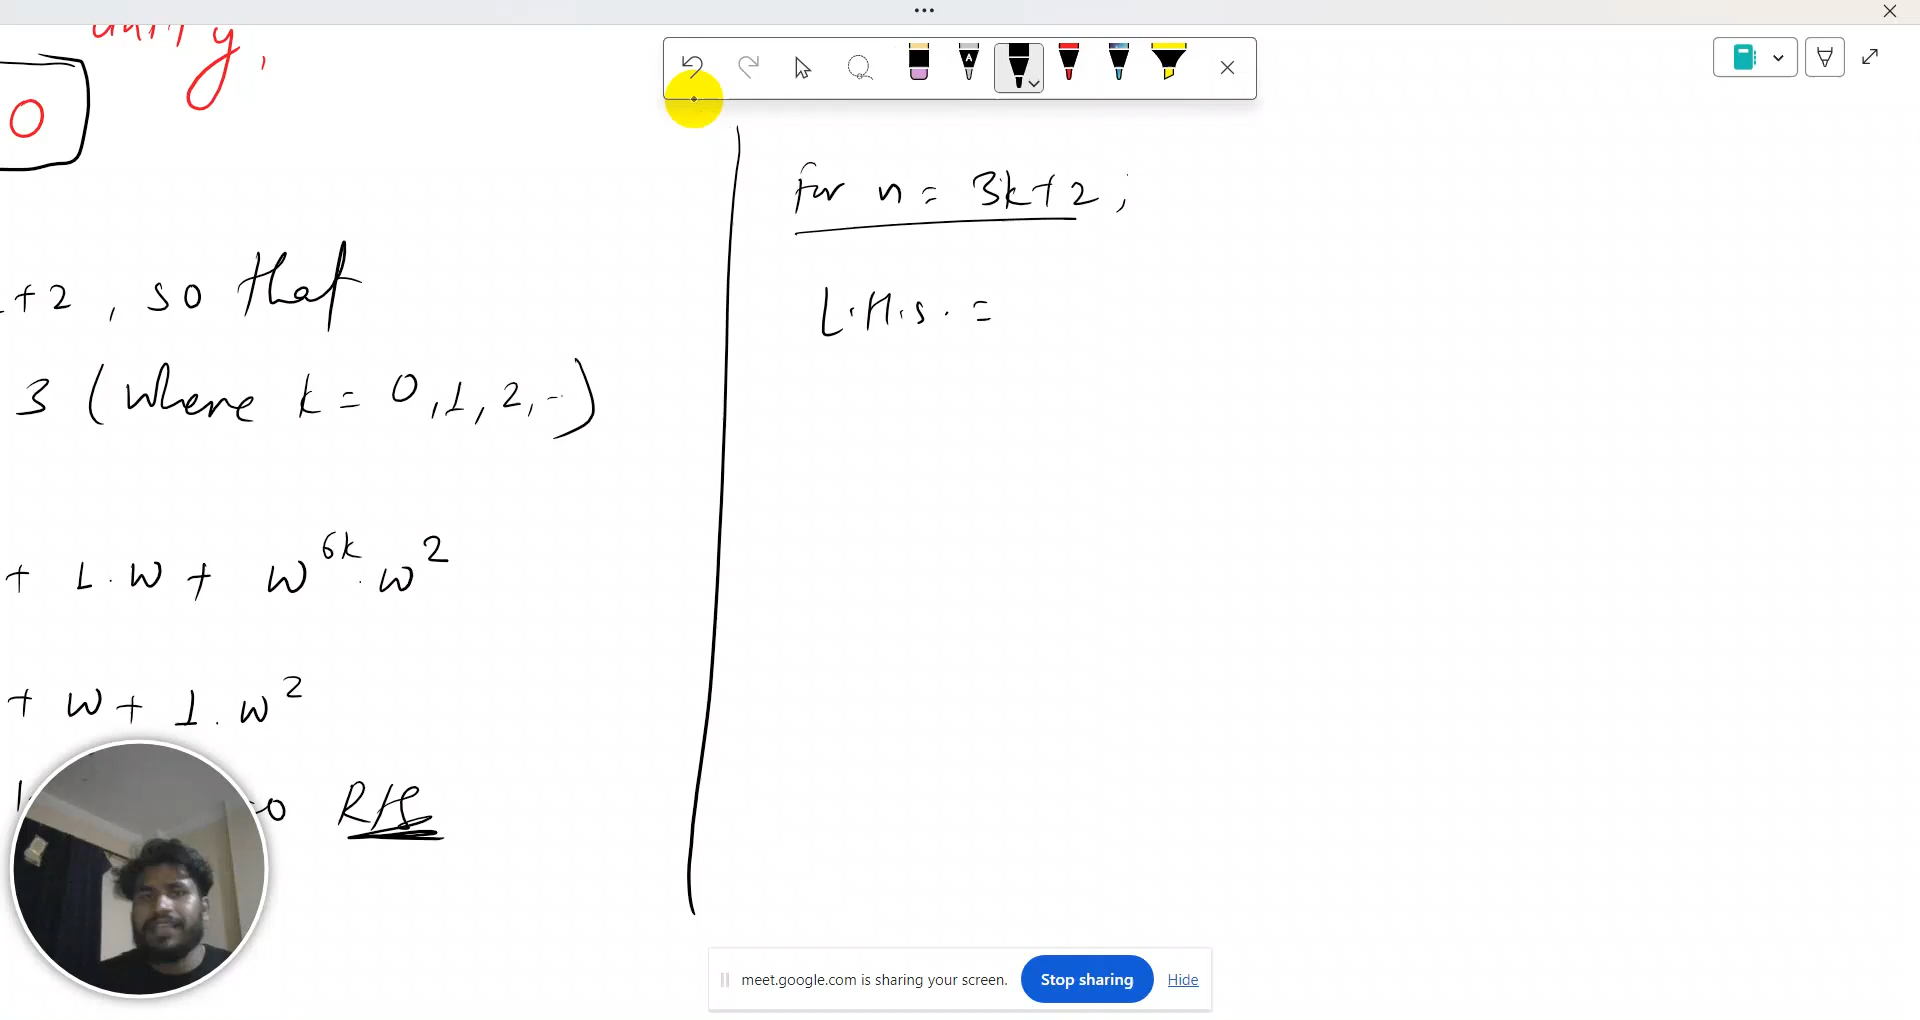 unity,
0
+2 , so that
3 (where k = 0, 1, 2, ..)
+ 1 . w + w^6k . w^2
+ w + 1 . w^2
=0 RHS
for n = 3k+2 ;
L.H.S. =
A
meet.google.com is sharing your screen. Stop sharing Hide